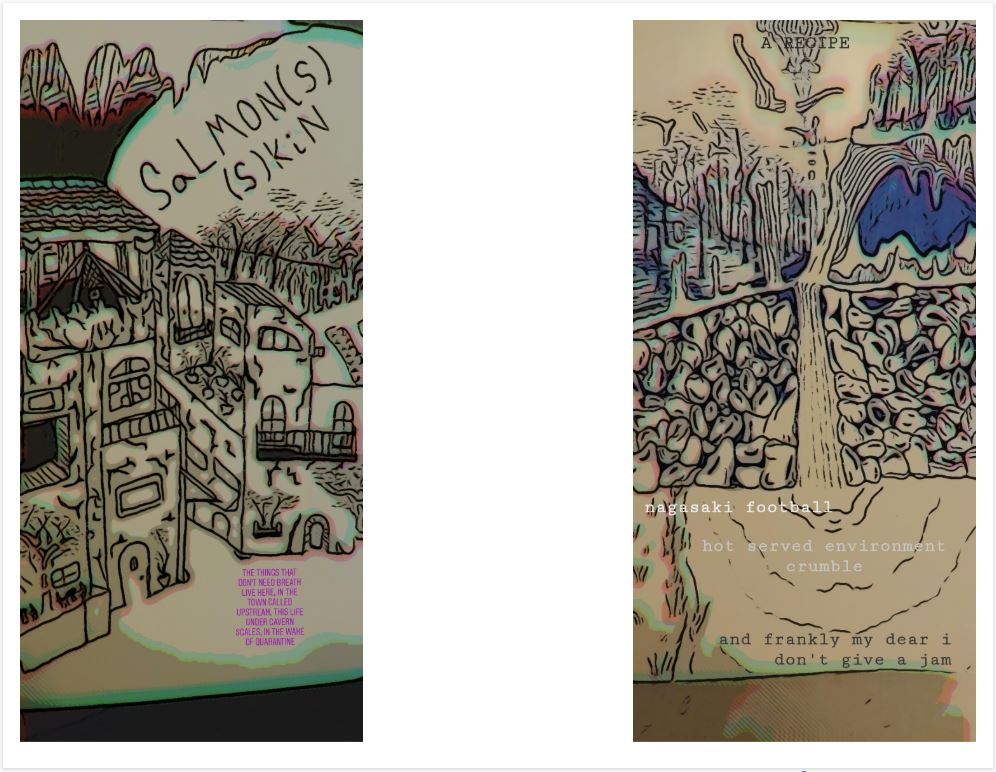 SaLMON(S)
(S)KiN
THE THINGS THAT
DON'T NEED BREATH
LIVE HERE, IN THE
TOWN CALLED
UPSTREAM, THIS LIFE
UNDER CAVERN
SCALES, IN THE WAKE
OF QUARANTINE
A RECIPE
nagasaki football
hot served environment
crumble
and frankly my dear i
don't give a jam